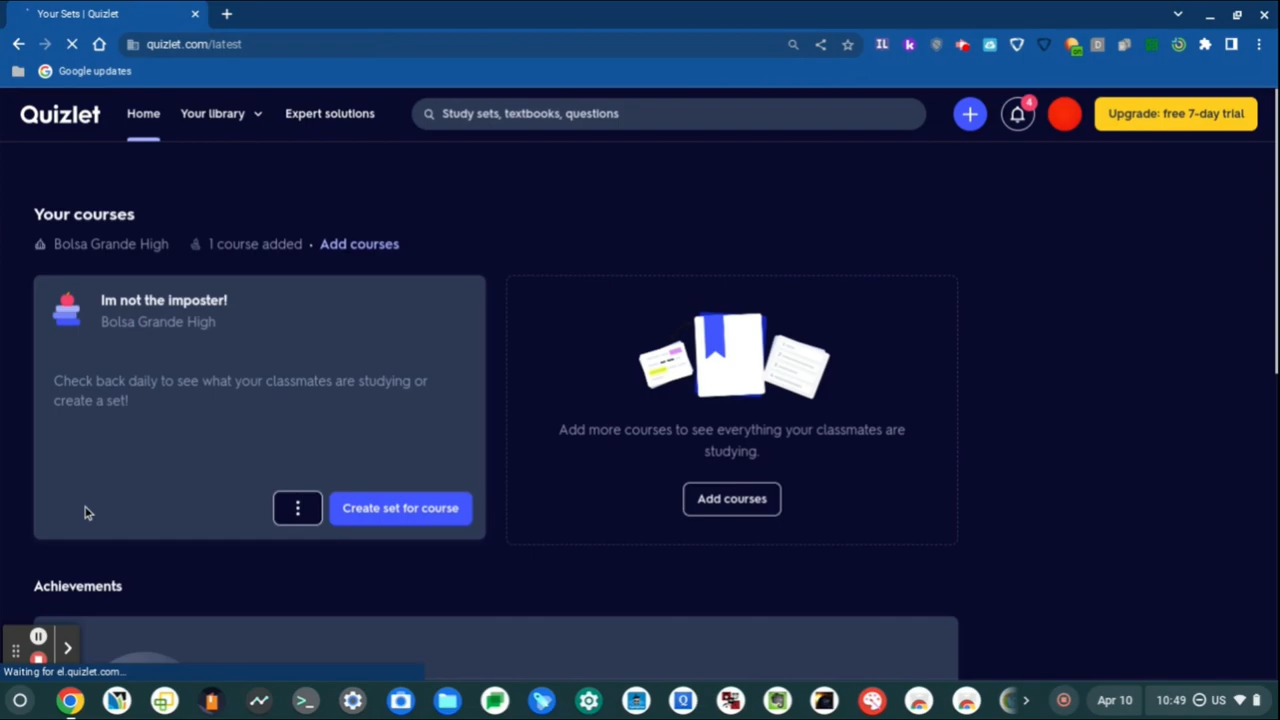 Your Sets | Quizlet
quizlet.com/latest
Google updates
Quizlet
Home
Your library
Expert solutions
Study sets, textbooks, questions
4
Upgrade: free 7-day trial
Your courses
Bolsa Grande High
1 course added • Add courses
Im not the imposter!
Bolsa Grande High
Check back daily to see what your classmates are studying or
create a set!
Create set for course
Add more courses to see everything your classmates are
studying.
Add courses
Achievements
Waiting for el.quizlet.com...
Apr 10
10:49
US